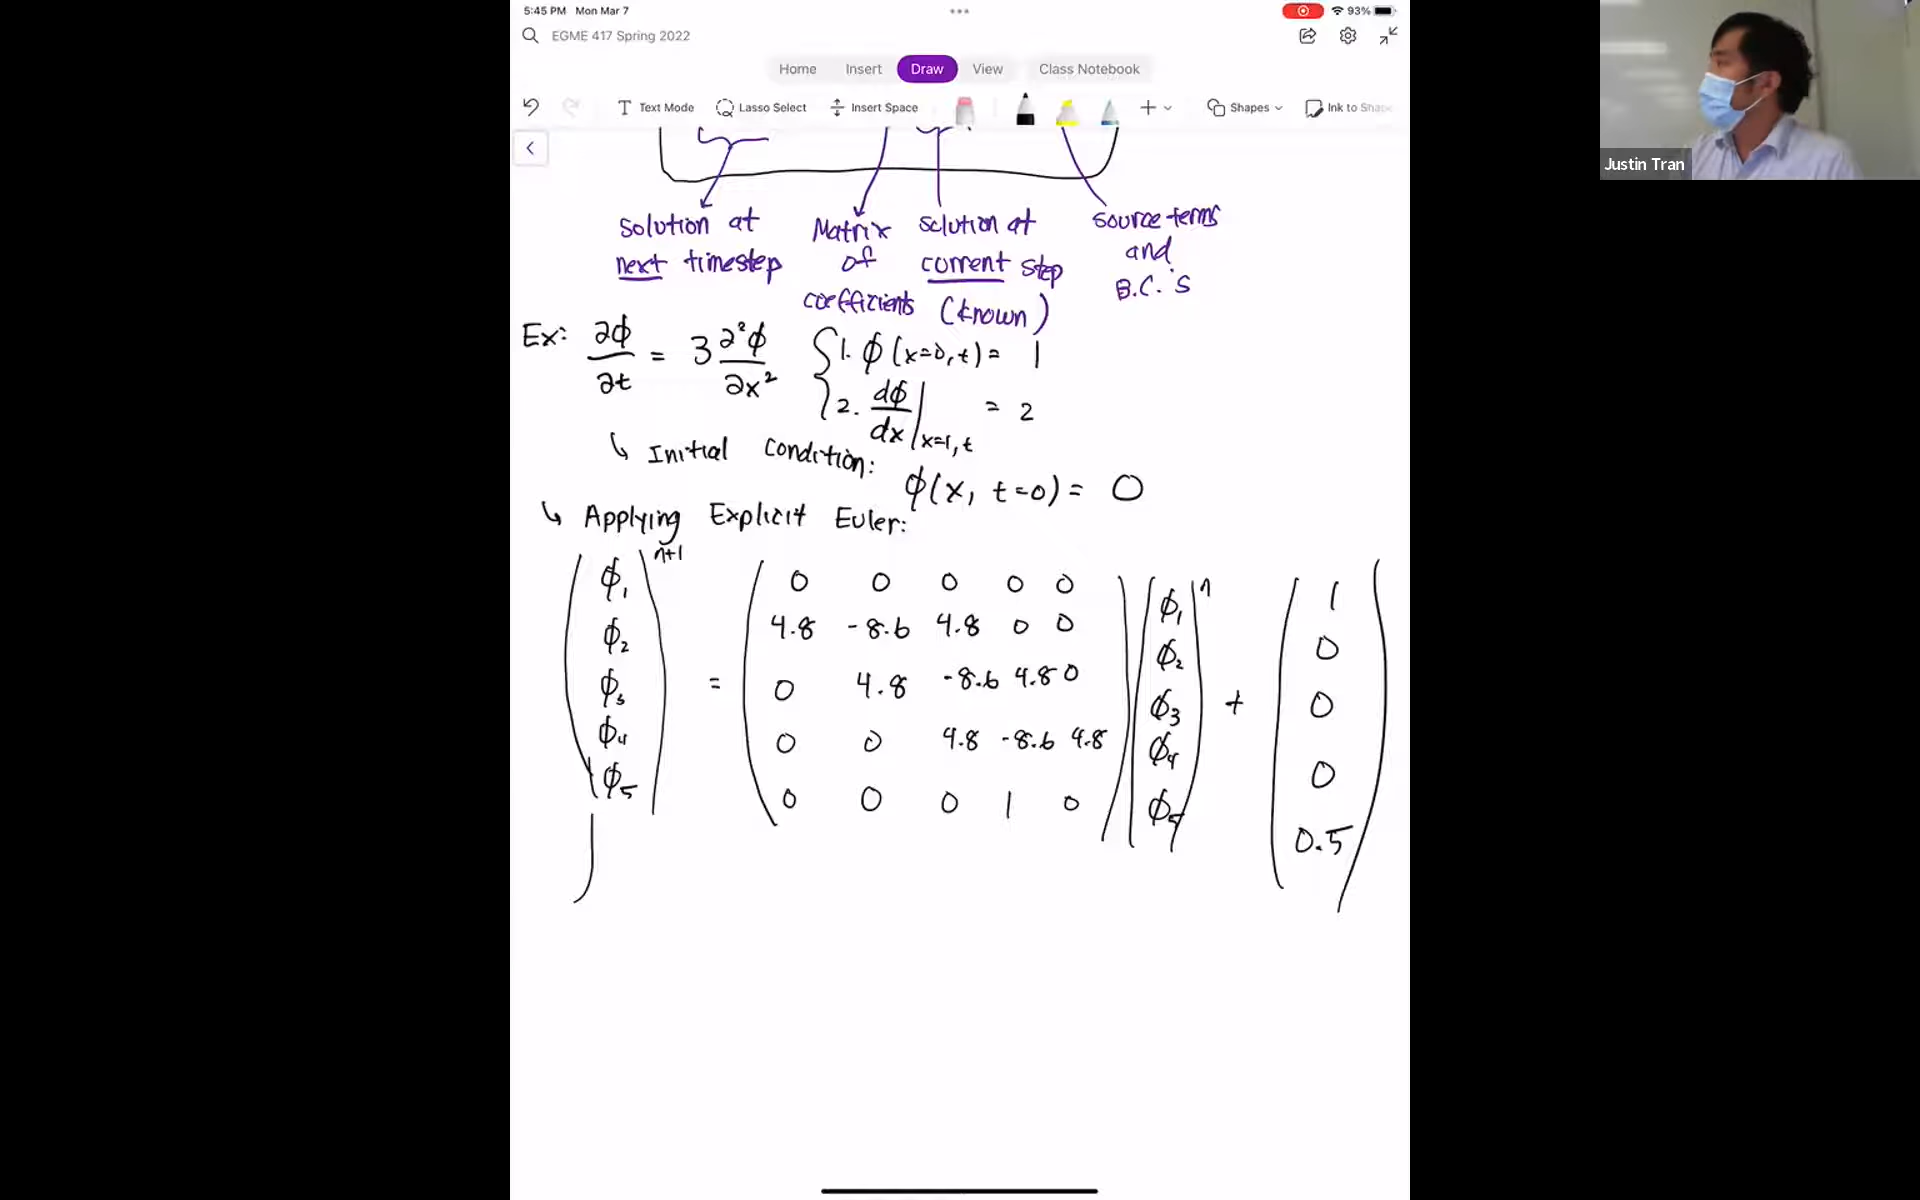 5:45 PM Mon Mar 7
93%
EGME 417 Spring 2022
Home Insert Draw View Class Notebook
Text Mode Lasso Select Insert Space Shapes Ink to Shape
Justin Tran
Solution at next timestep
Matrix of coefficients
solution at current step (known)
source terms and B.C.'s
Ex: ∂ϕ/∂t = 3 ∂²ϕ/∂x² { 1. ϕ(x=0, t) = 1
2. dϕ/dx |x=1, t = 2
↳ Initial Condition: ϕ(x, t=0) = 0
↳ Applying Explicit Euler:
n+1
ϕ₁ 0 0 0 0 0 ϕ₁ n 1
ϕ₂ 4.8 -8.6 4.8 0 0 ϕ₂ 0
ϕ₃ = 0 4.8 -8.6 4.8 0 ϕ₃ + 0
ϕ₄ 0 0 4.8 -8.6 4.8 ϕ₄ 0
ϕ₅ 0 0 0 1 0 ϕ₅ 0.5